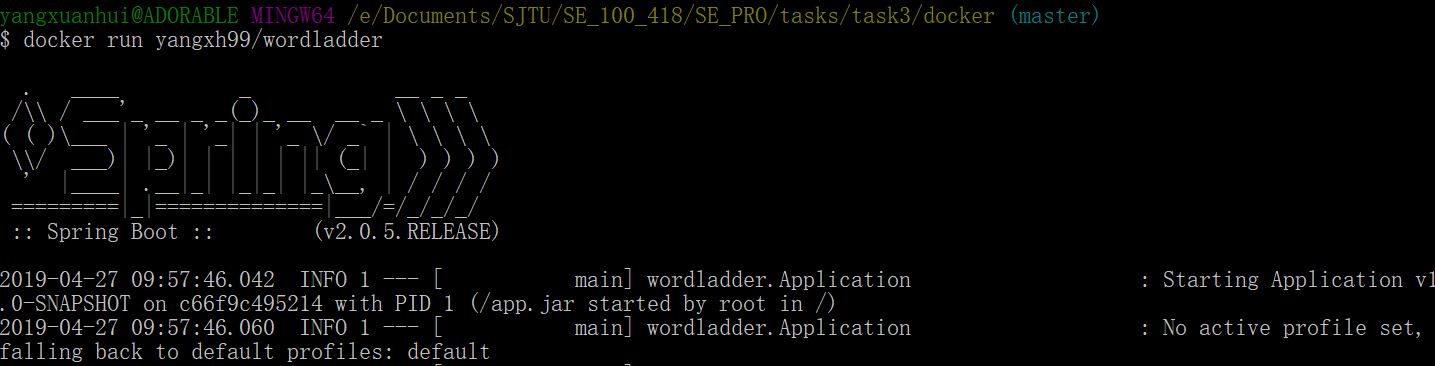 yangxuanhui@ADORABLE MINGW64 /e/Documents/SJTU/SE_100_418/SE_PRO/tasks/task3/docker (master)
$ docker run yangxh99/wordladder
  .   ____          _            __ _ _
 /\\ / ___'_ __ _ _(_)_ __  __ _ \ \ \ \
( ( )\___ | '_ | '_| | '_ \/ _` | \ \ \ \
 \\/  ___)| |_)| | | | | || (_| |  ) ) ) )
  '  |____| .__|_| |_|_| |_\__, | / / / /
 =========|_|==============|___/=/_/_/_/
 :: Spring Boot ::        (v2.0.5.RELEASE)
2019-04-27 09:57:46.042  INFO 1 --- [           main] wordladder.Application                   : Starting Application v1
.0-SNAPSHOT on c66f9c495214 with PID 1 (/app.jar started by root in /)
2019-04-27 09:57:46.060  INFO 1 --- [           main] wordladder.Application                   : No active profile set,
falling back to default profiles: default